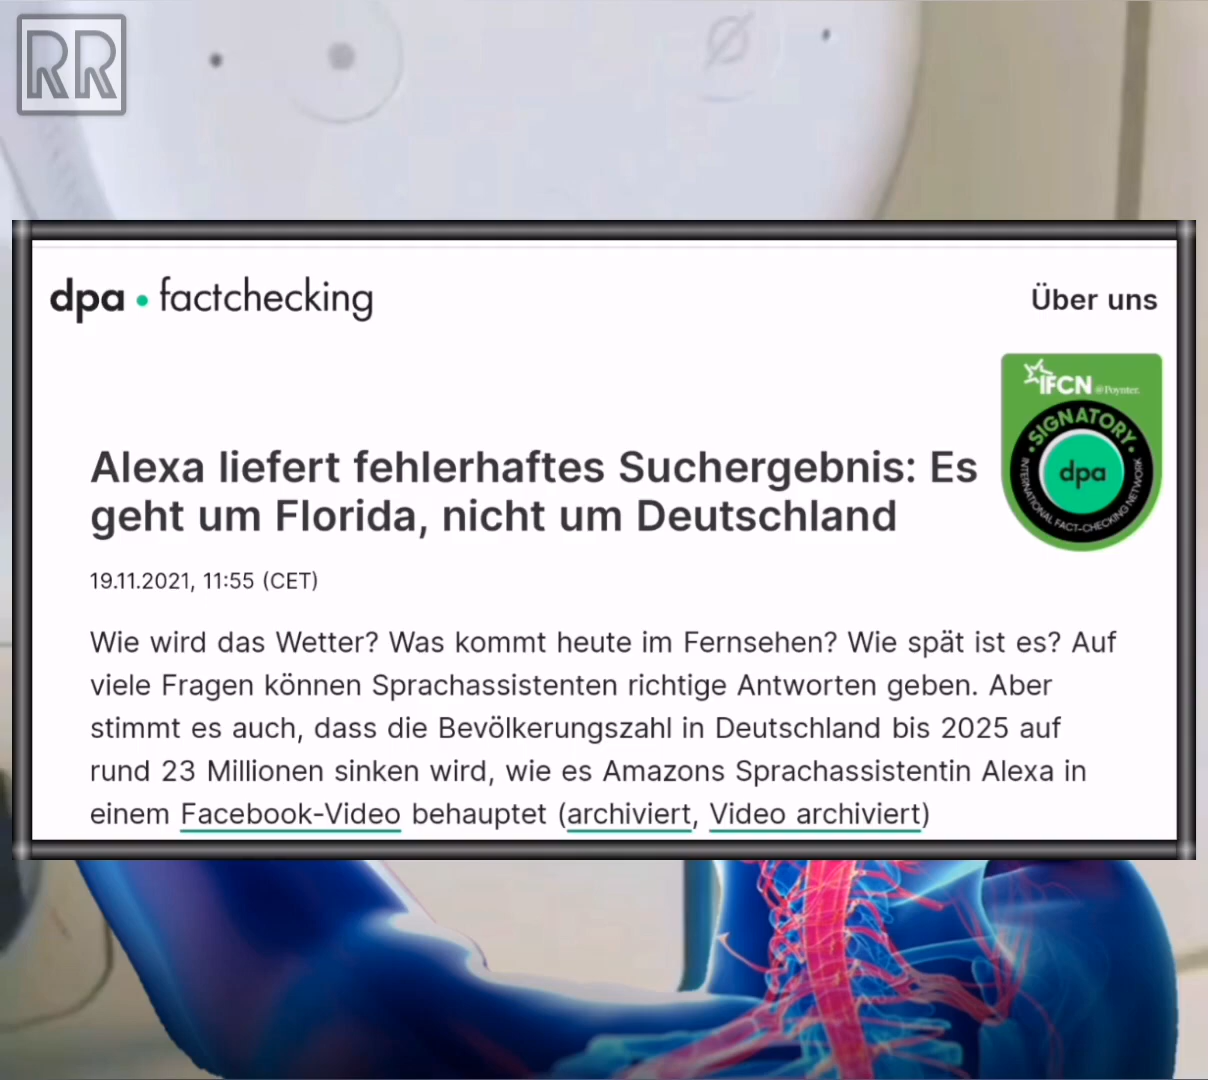 RR
dpa • factchecking
Über uns
IFCN @Poynter.
SIGNATORY
dpa
INTERNATIONAL FACT-CHECKING NETWORK
Alexa liefert fehlerhaftes Suchergebnis: Es
geht um Florida, nicht um Deutschland
19.11.2021, 11:55 (CET)
Wie wird das Wetter? Was kommt heute im Fernsehen? Wie spät ist es? Auf
viele Fragen können Sprachassistenten richtige Antworten geben. Aber
stimmt es auch, dass die Bevölkerungszahl in Deutschland bis 2025 auf
rund 23 Millionen sinken wird, wie es Amazons Sprachassistentin Alexa in
einem Facebook-Video behauptet (archiviert, Video archiviert)